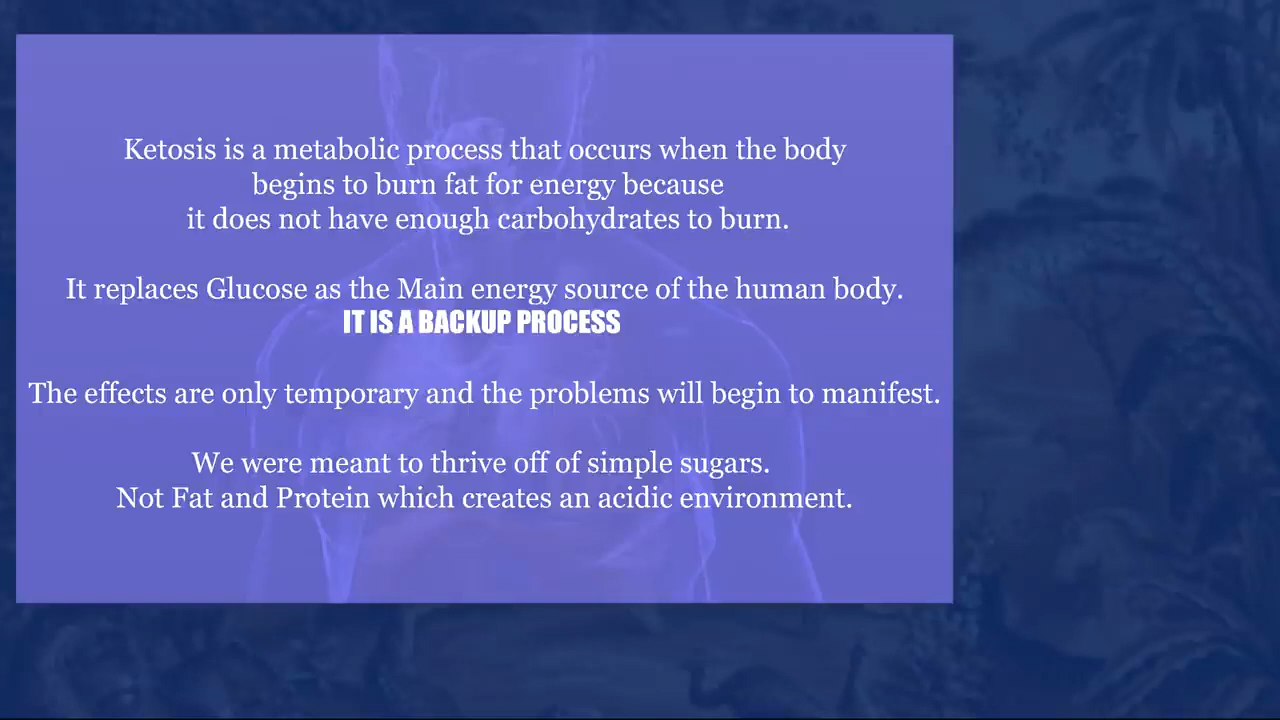 Ketosis is a metabolic process that occurs when the body
begins to burn fat for energy because
it does not have enough carbohydrates to burn.
It replaces Glucose as the Main energy source of the human body.
IT IS A BACKUP PROCESS
The effects are only temporary and the problems will begin to manifest.
We were meant to thrive off of simple sugars.
Not Fat and Protein which creates an acidic environment.